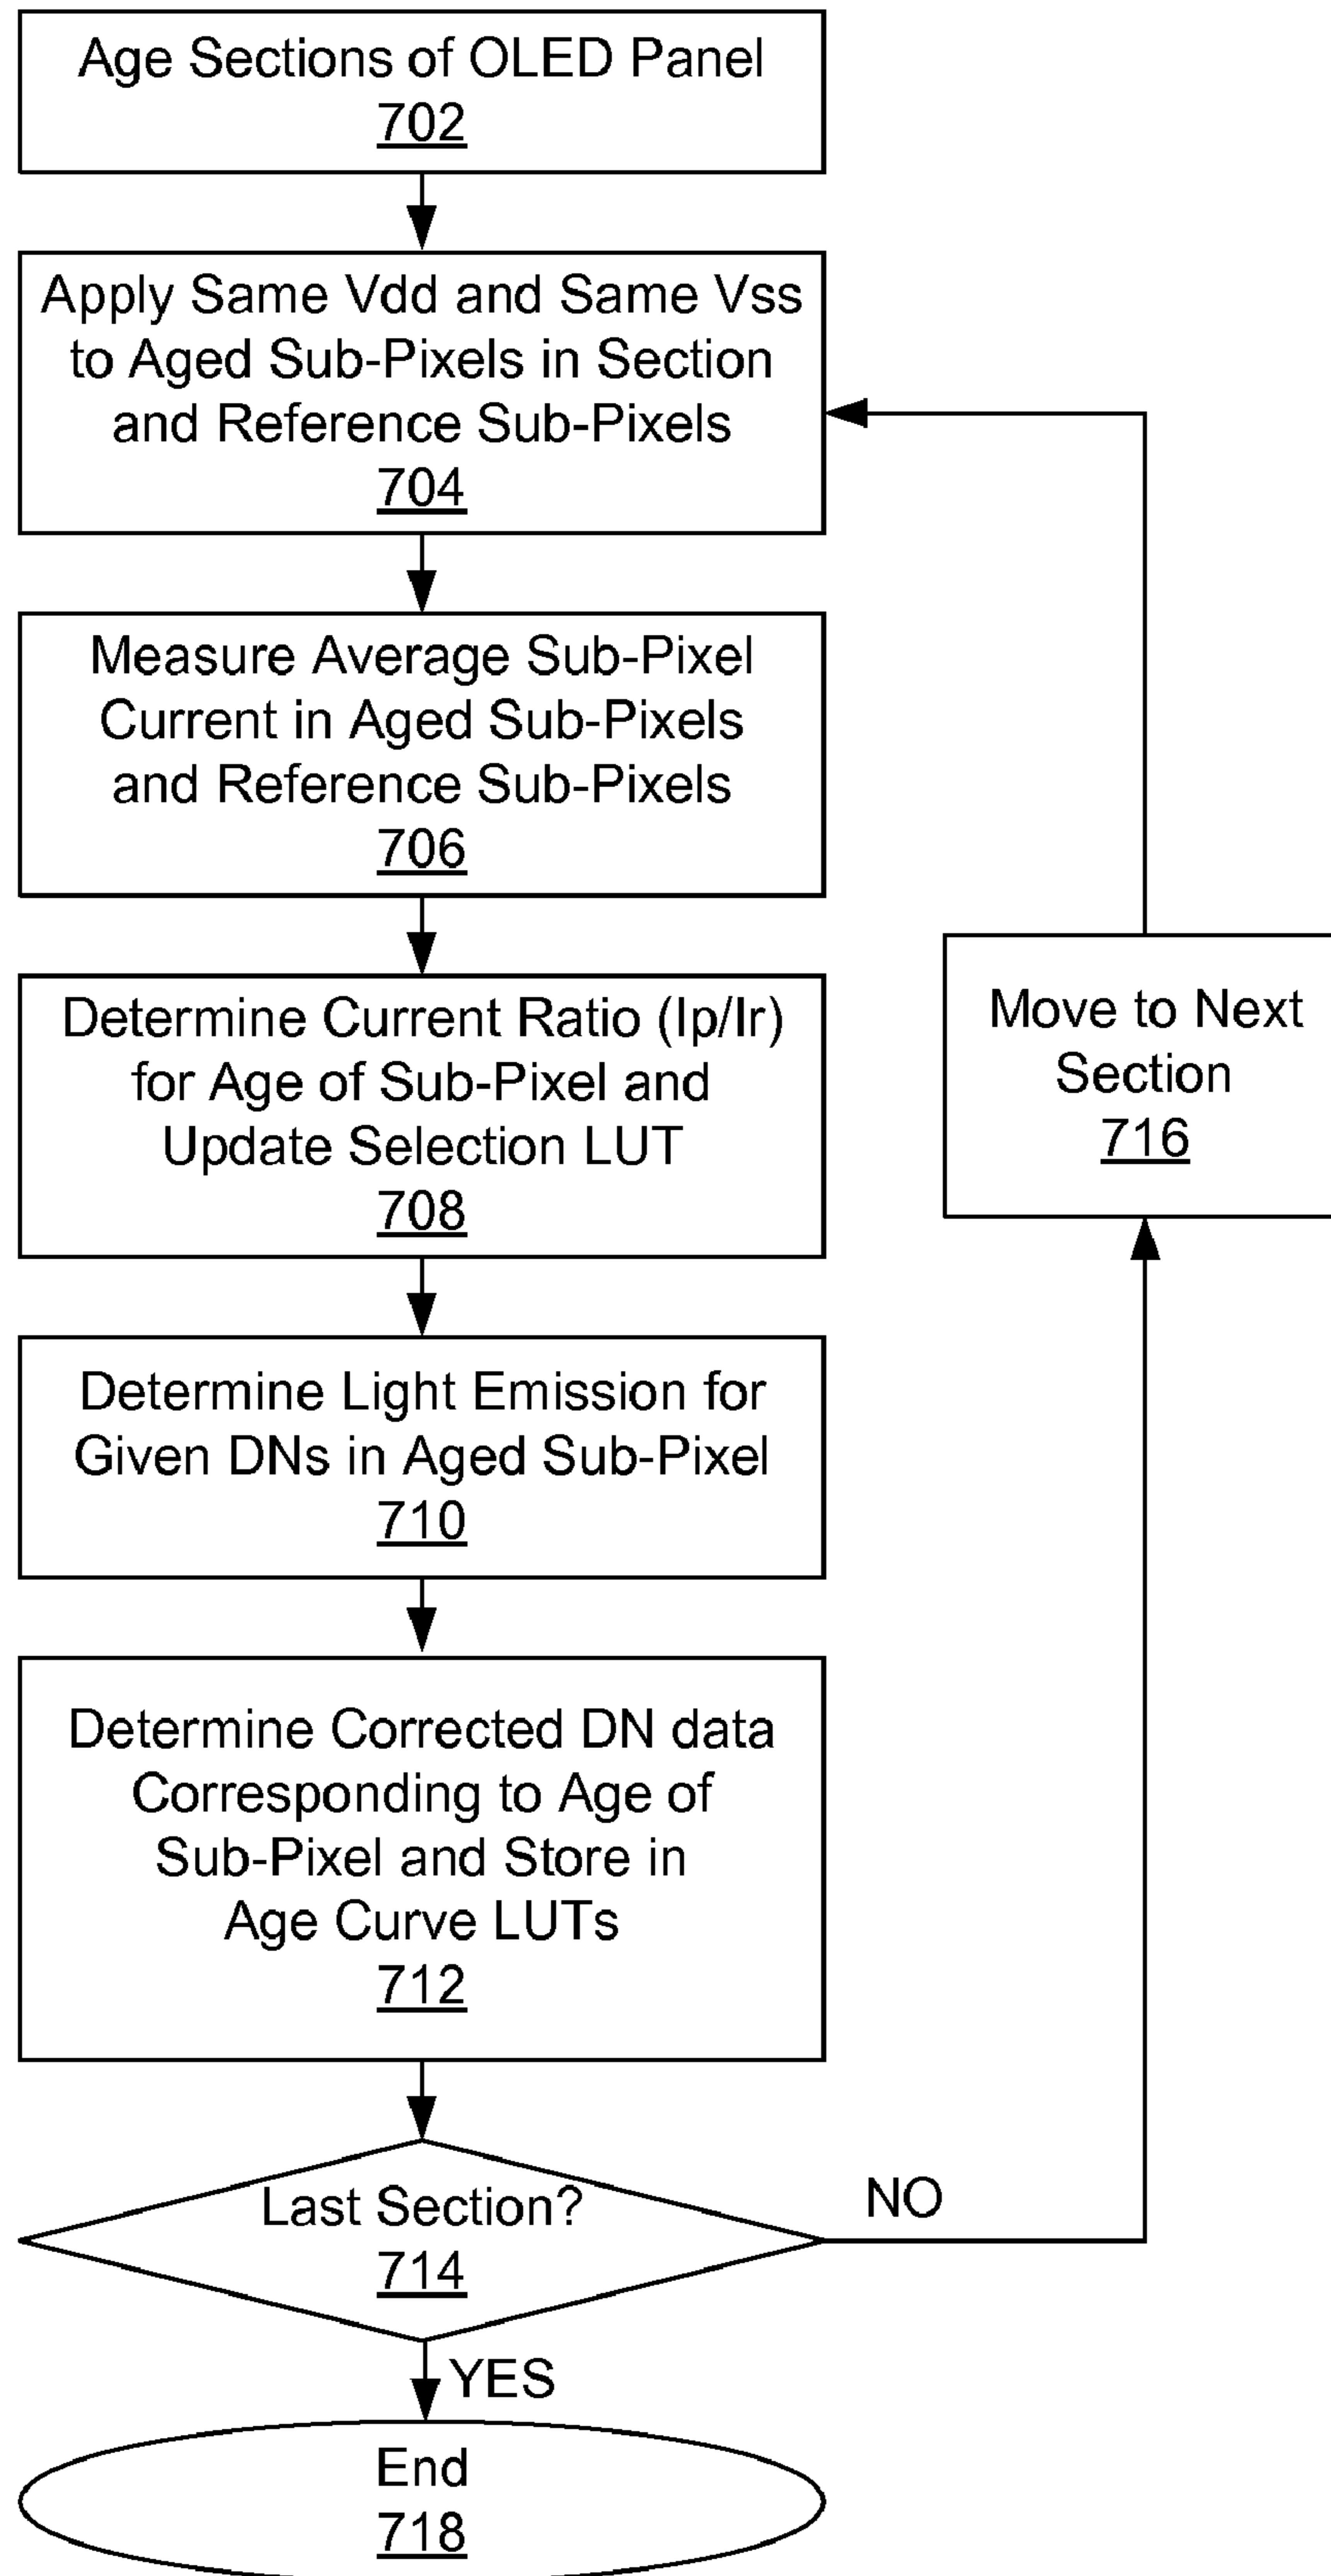 Age Sections of OLED Panel
702
Apply Same Vdd and Same Vss
to Aged Sub-Pixels in Section
and Reference Sub-Pixels
704
Measure Average Sub-Pixel
Current in Aged Sub-Pixels
and Reference Sub-Pixels
706
Determine Current Ratio (Ip/Ir)
for Age of Sub-Pixel and
Update Selection LUT
708
Move to Next
Section
716
Determine Light Emission for
Given DNs in Aged Sub-Pixel
710
Determine Corrected DN data
Corresponding to Age of
Sub-Pixel and Store in
Age Curve LUTs
712
Last Section?
714
NO
YES
End
718